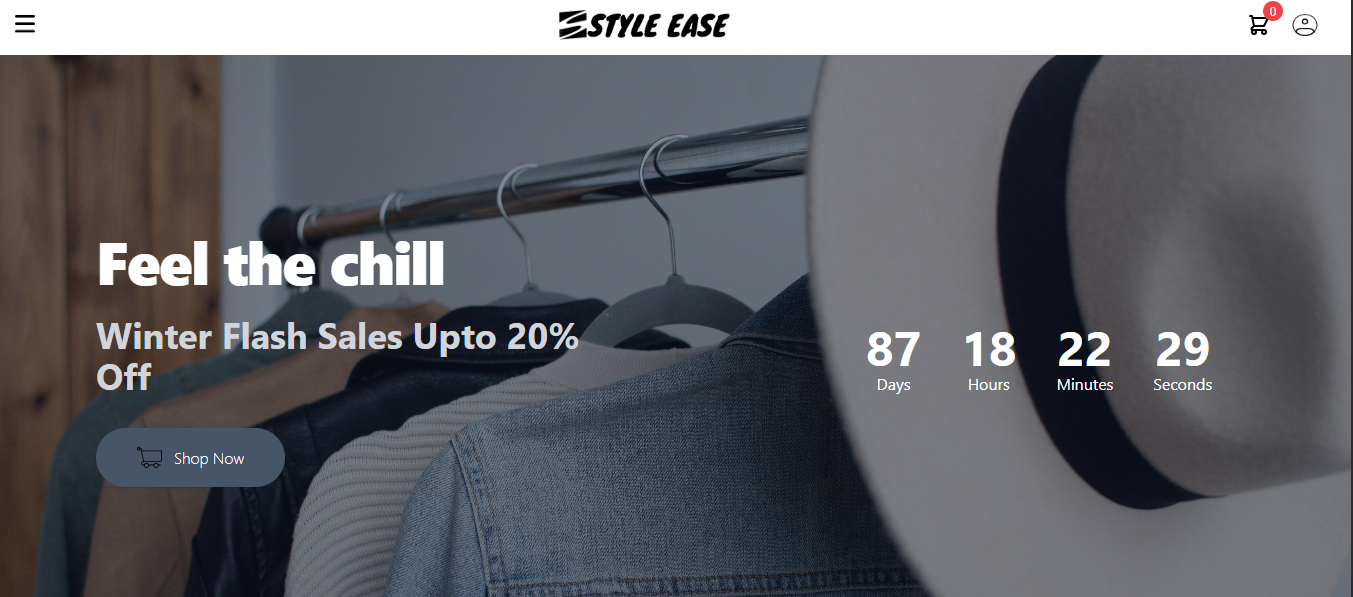 STYLE EASE
0
Feel the chill
Winter Flash Sales Upto 20%
Off
87 18 22 29
Days Hours Minutes Seconds
Shop Now